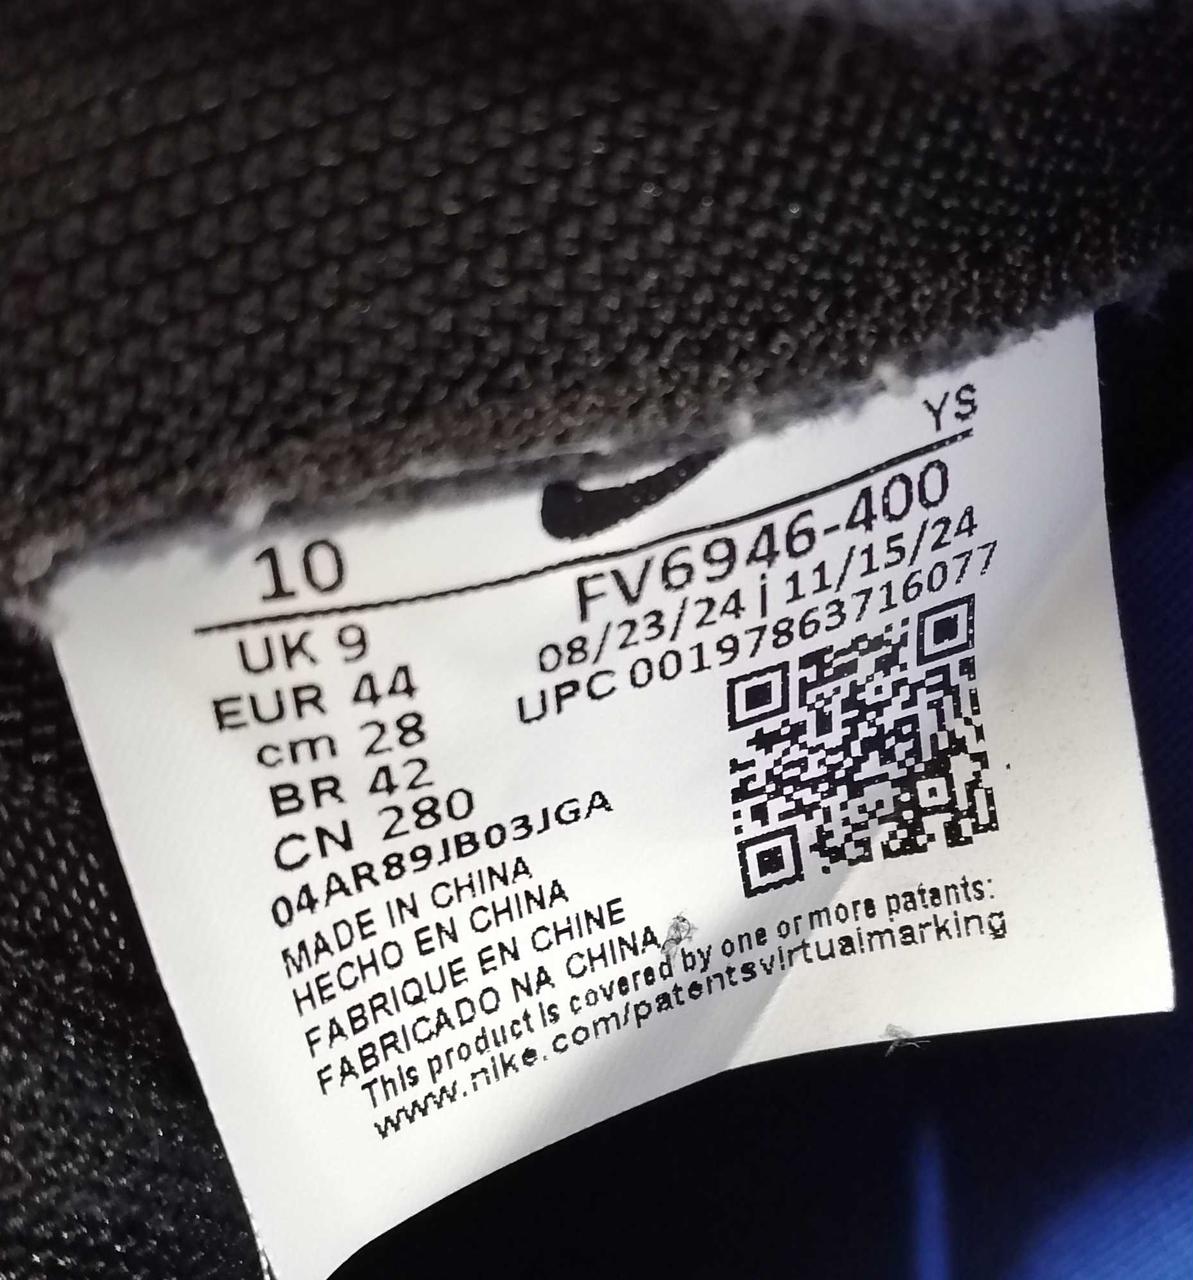 YS
10
FV6946-400
08/23/24 | 11/15/24
UPC 00197863716077
UK 9
EUR 44
cm 28
BR 42
CN 280
04AR89JB03JGA
MADE IN CHINA
HECHO EN CHINA
FABRIQUE EN CHINE
FABRICADO NA CHINA
This product is covered by one or more patents:
www.nike.com/patentsvirtualmarking